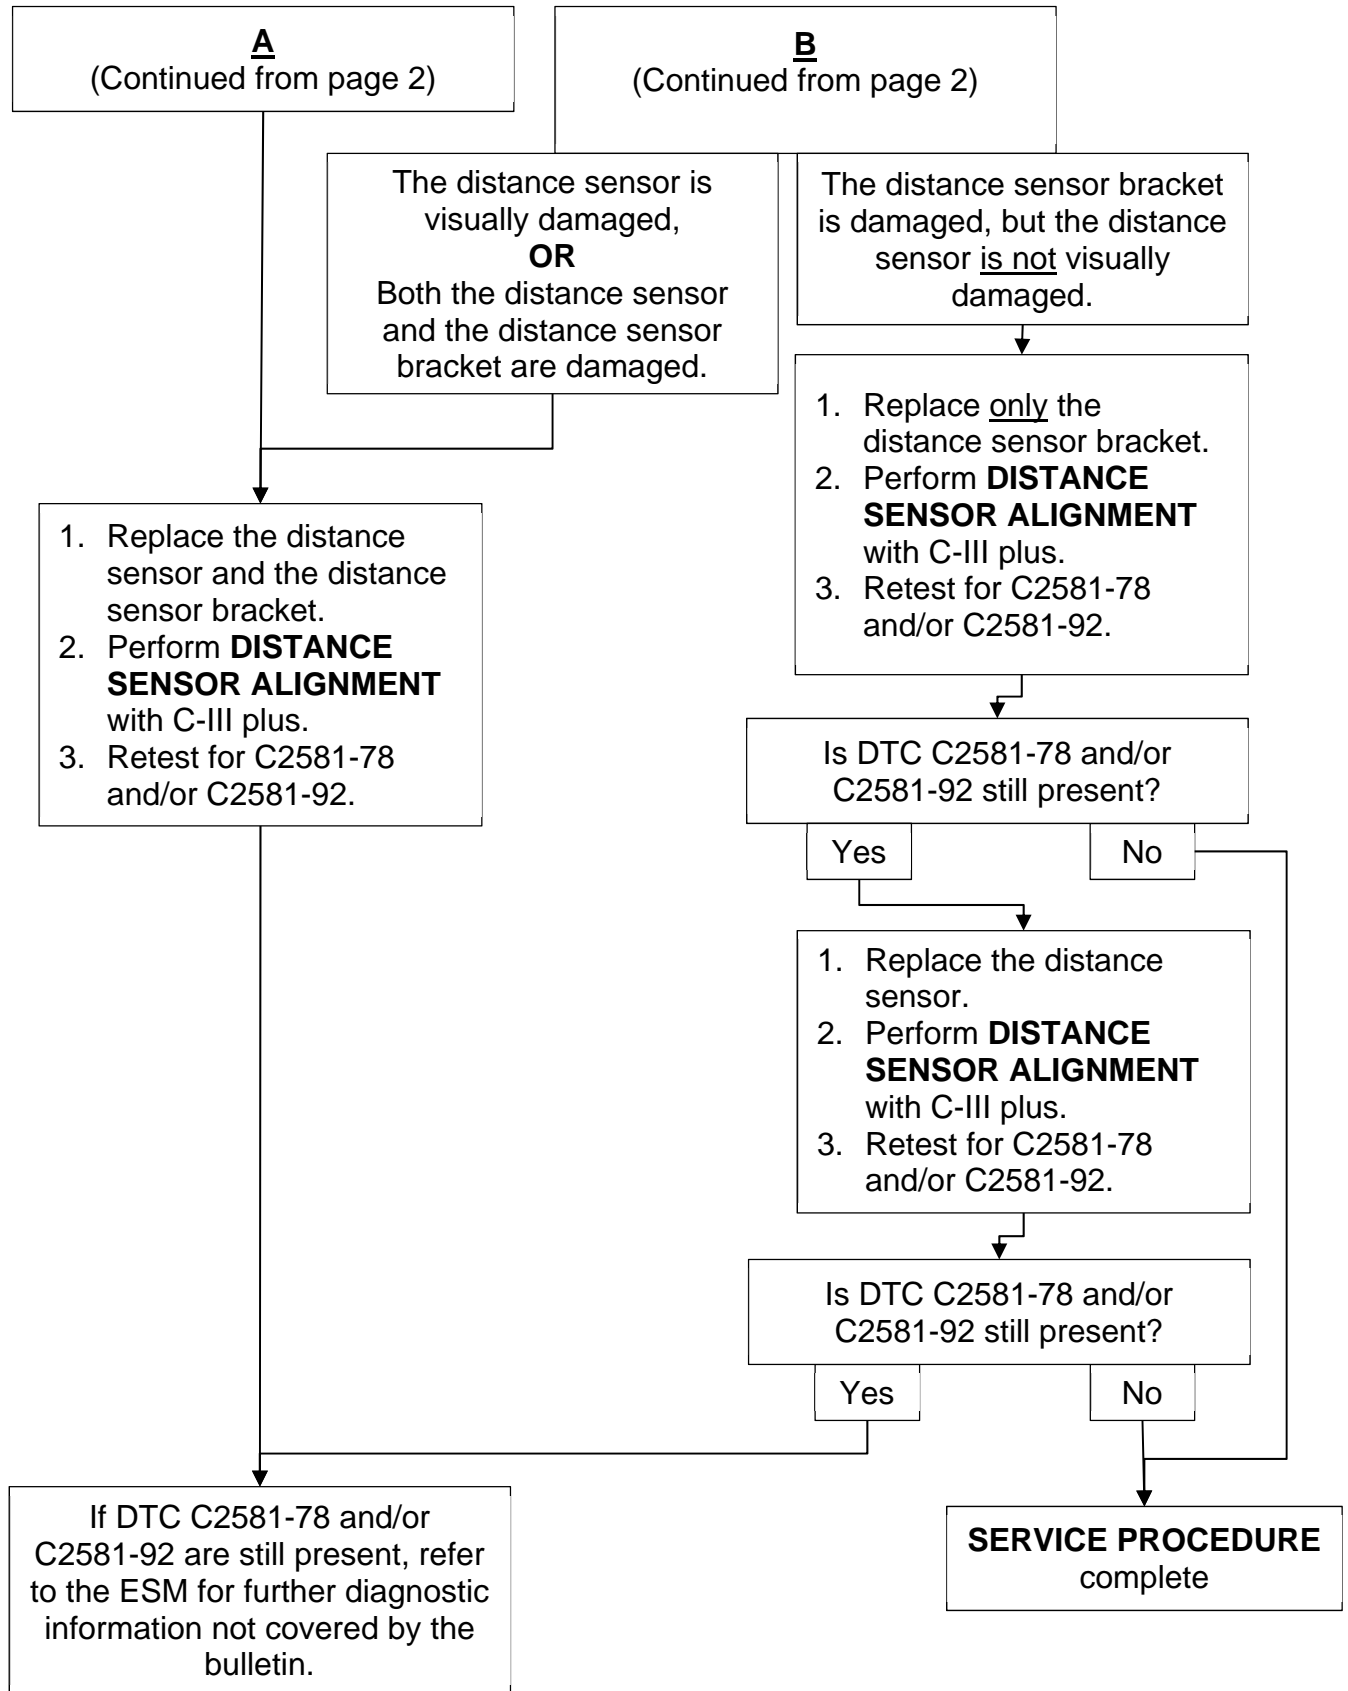 A
(Continued from page 2)
B
(Continued from page 2)
The distance sensor is
visually damaged,
OR
Both the distance sensor
and the distance sensor
bracket are damaged.
The distance sensor bracket
is damaged, but the distance
sensor is not visually
damaged.
1. Replace only the
distance sensor bracket.
2. Perform DISTANCE
SENSOR ALIGNMENT
with C-III plus.
3. Retest for C2581-78
and/or C2581-92.
1. Replace the distance
sensor and the distance
sensor bracket.
2. Perform DISTANCE
SENSOR ALIGNMENT
with C-III plus.
3. Retest for C2581-78
and/or C2581-92.
Is DTC C2581-78 and/or
C2581-92 still present?
Yes
No
1. Replace the distance
sensor.
2. Perform DISTANCE
SENSOR ALIGNMENT
with C-III plus.
3. Retest for C2581-78
and/or C2581-92.
Is DTC C2581-78 and/or
C2581-92 still present?
Yes
No
If DTC C2581-78 and/or
C2581-92 are still present, refer
to the ESM for further diagnostic
information not covered by the
bulletin.
SERVICE PROCEDURE
complete